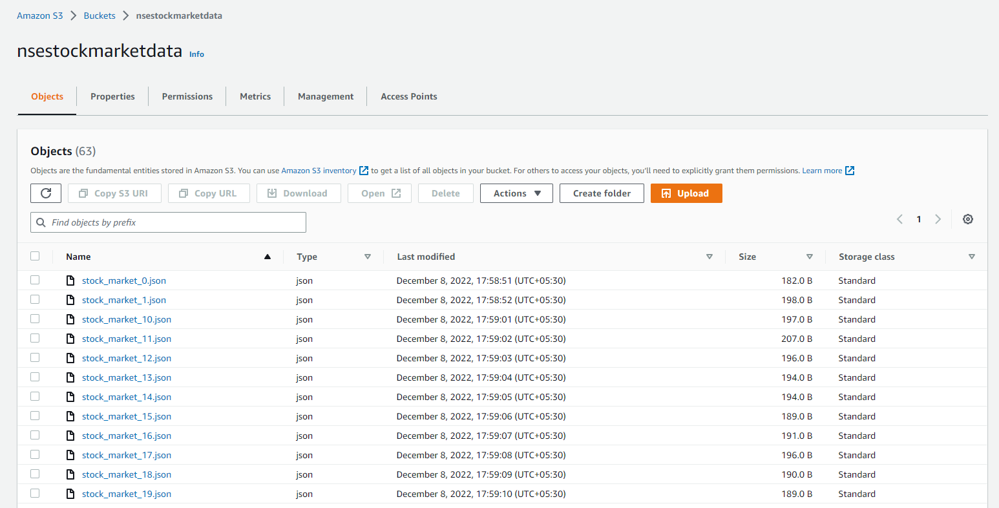 Amazon S3 > Buckets > nsestockmarketdata
nsestockmarketdata Info
Objects Properties Permissions Metrics Management Access Points
Objects (63)
Objects are the fundamental entities stored in Amazon S3. You can use Amazon S3 inventory to get a list of all objects in your bucket. For others to access your objects, you'll need to explicitly grant them permissions. Learn more
Copy S3 URI Copy URL Download Open Delete Actions Create folder Upload
Find objects by prefix 1
Name Type Last modified Size Storage class
stock_market_0.json json December 8, 2022, 17:58:51 (UTC+05:30) 182.0 B Standard
stock_market_1.json json December 8, 2022, 17:58:52 (UTC+05:30) 198.0 B Standard
stock_market_10.json json December 8, 2022, 17:59:01 (UTC+05:30) 197.0 B Standard
stock_market_11.json json December 8, 2022, 17:59:02 (UTC+05:30) 207.0 B Standard
stock_market_12.json json December 8, 2022, 17:59:03 (UTC+05:30) 196.0 B Standard
stock_market_13.json json December 8, 2022, 17:59:04 (UTC+05:30) 194.0 B Standard
stock_market_14.json json December 8, 2022, 17:59:05 (UTC+05:30) 194.0 B Standard
stock_market_15.json json December 8, 2022, 17:59:06 (UTC+05:30) 189.0 B Standard
stock_market_16.json json December 8, 2022, 17:59:07 (UTC+05:30) 191.0 B Standard
stock_market_17.json json December 8, 2022, 17:59:08 (UTC+05:30) 196.0 B Standard
stock_market_18.json json December 8, 2022, 17:59:09 (UTC+05:30) 190.0 B Standard
stock_market_19.json json December 8, 2022, 17:59:10 (UTC+05:30) 189.0 B Standard